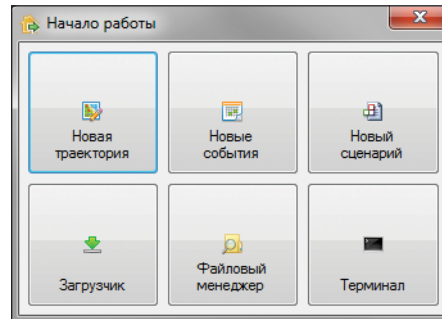 Начало работы
Новая
траектория
Новые
события
Новый
сценарий
Загрузчик
Файловый
менеджер
Терминал